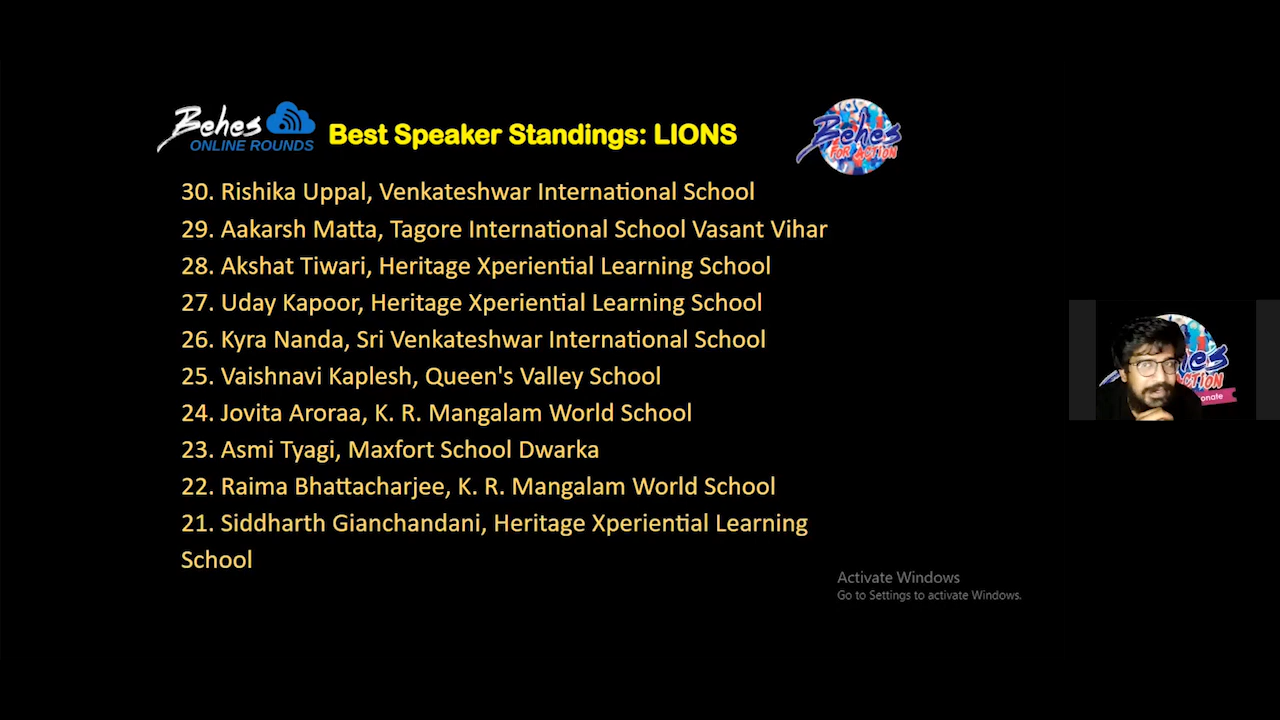 Behes
ONLINE ROUNDS
Best Speaker Standings: LIONS
Behes
FOR ACTION
30. Rishika Uppal, Venkateshwar International School
29. Aakarsh Matta, Tagore International School Vasant Vihar
28. Akshat Tiwari, Heritage Xperiential Learning School
27. Uday Kapoor, Heritage Xperiential Learning School
26. Kyra Nanda, Sri Venkateshwar International School
25. Vaishnavi Kaplesh, Queen's Valley School
24. Jovita Aroraa, K. R. Mangalam World School
23. Asmi Tyagi, Maxfort School Dwarka
22. Raima Bhattacharjee, K. R. Mangalam World School
21. Siddharth Gianchandani, Heritage Xperiential Learning
School
Activate Windows
Go to Settings to activate Windows.